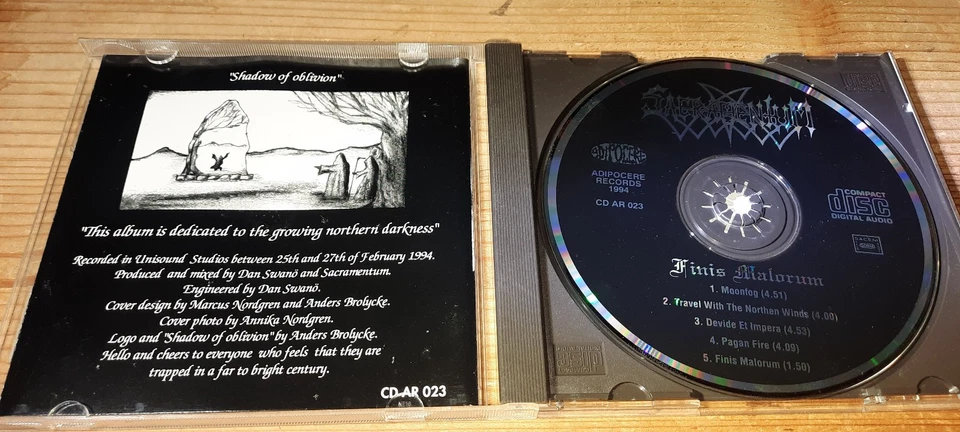 "Shadow of oblivion"
"This album is dedicated to the growing northern darkness"
Recorded in Unisound Studios between 25th and 27th of February 1994.
Produced and mixed by Dan Swanö and Sacramentum.
Engineered by Dan Swanö.
Cover design by Marcus Nordgren and Anders Brolycke.
Cover photo by Annika Nordgren.
Logo and "Shadow of oblivion" by Anders Brolycke.
Hello and cheers to everyone who feels that they are
trapped in a far to bright century.
CD-AR 023
SACRAMENTUM
ADIPOCERE
ADIPOCERE
RECORDS
1994
CD AR 023
COMPACT
disc
DIGITAL AUDIO
SACEM
Finis Malorum
1. Moonfog (4.51)
2. Travel With The Northen Winds (4.00)
3. Devide Et Impera (4.53)
4. Pagan Fire (4.09)
5. Finis Malorum (1.50)